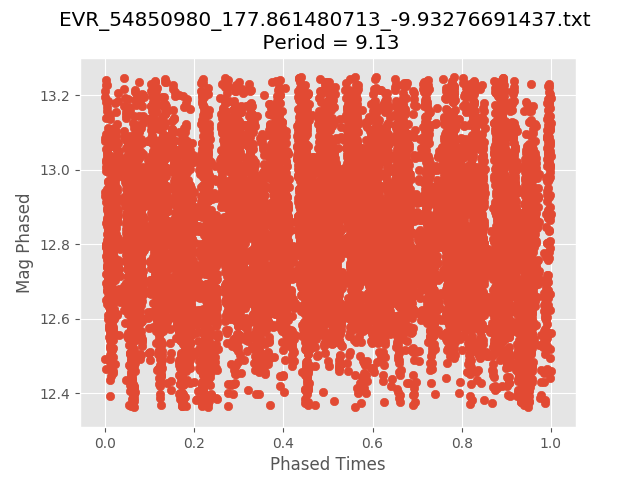 EVR_54850980_177.861480713_-9.93276691437.txt
Period = 9.13
Mag Phased
13.2
13.0
12.8
12.6
12.4
0.0 0.2 0.4 0.6 0.8 1.0
Phased Times